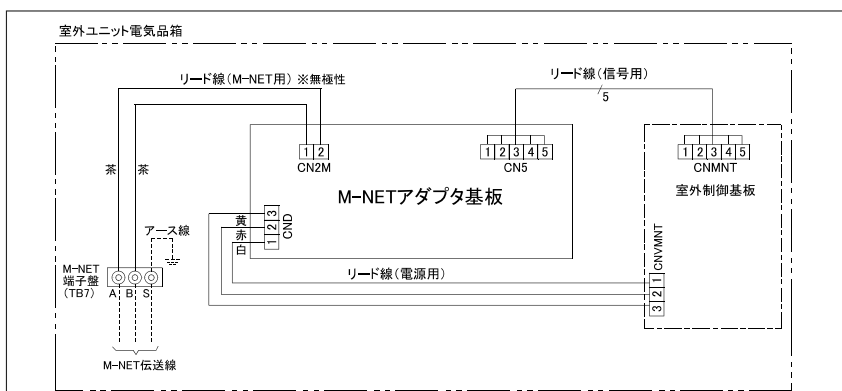 室外ユニット電気品箱
リード線(M-NET用) ※無極性
リード線(信号用)
5
1 2
CN2M
1 2 3 4 5
CN5
1 2 3 4 5
CNMNT
室外制御基板
茶
茶
M-NETアダプタ基板
黄
赤
白
3
2
1
CND
アース線
M-NET
端子盤
(TB7)
A B S
リード線(電源用)
CNVMNT
1
2
3
M-NET伝送線